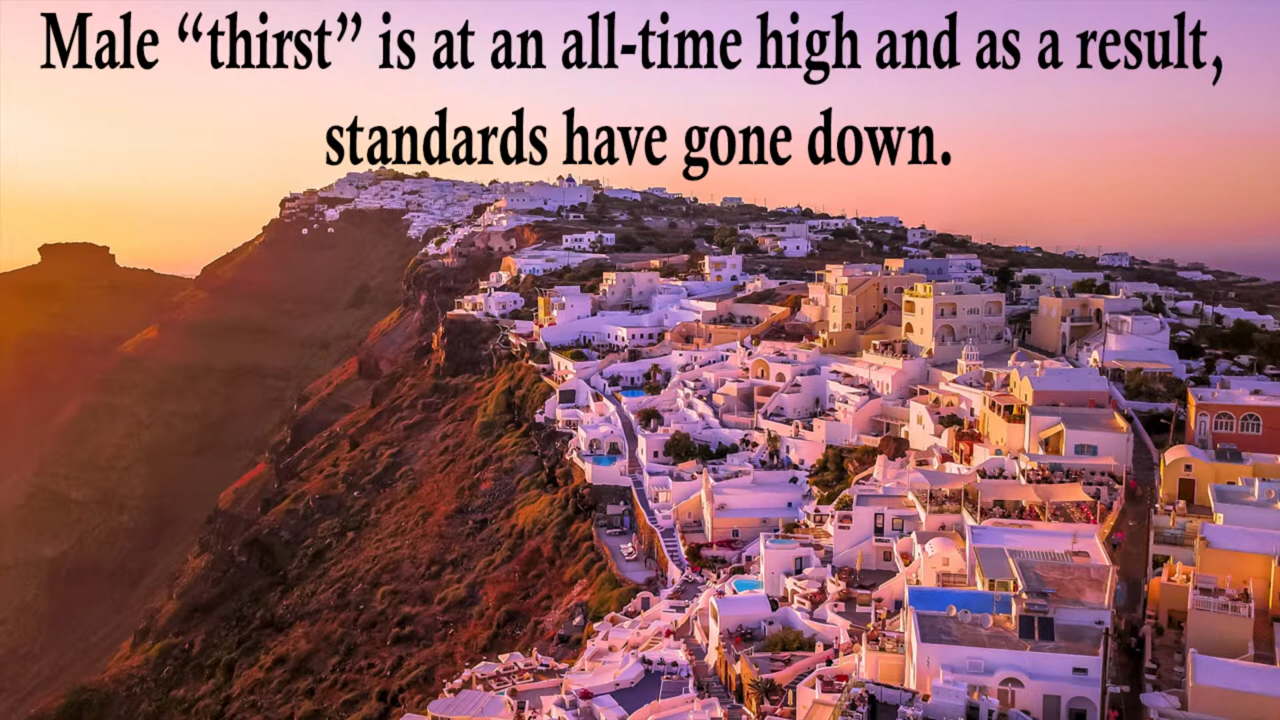 Male “thirst” is at an all-time high and as a result,
standards have gone down.